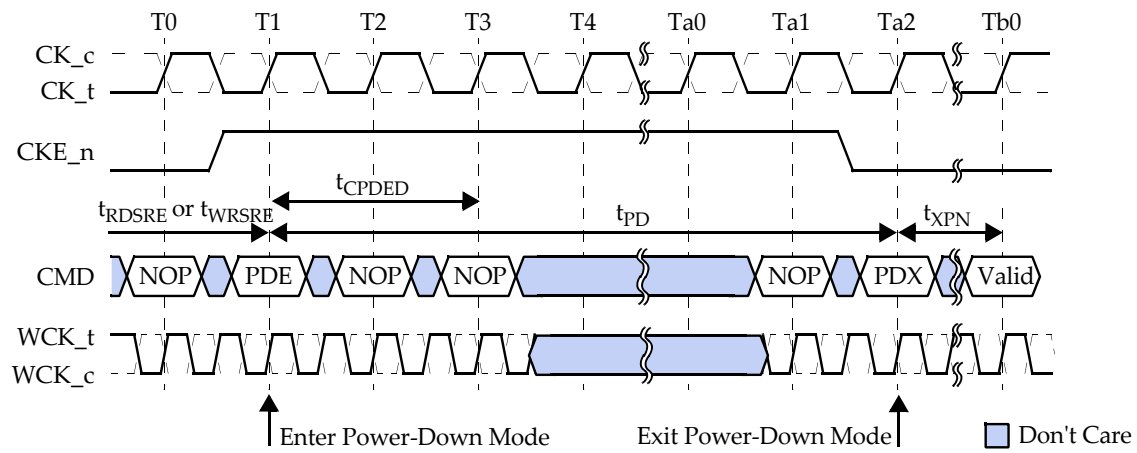 T0 T1 T2 T3 T4 Ta0 Ta1 Ta2 Tb0
CK_c
CK_t
CKE_n
tCPDED
tRDSRE or tWRSRE tPD tXPN
CMD NOP PDE NOP NOP NOP PDX Valid
WCK_t
WCK_c
Enter Power-Down Mode Exit Power-Down Mode Don't Care